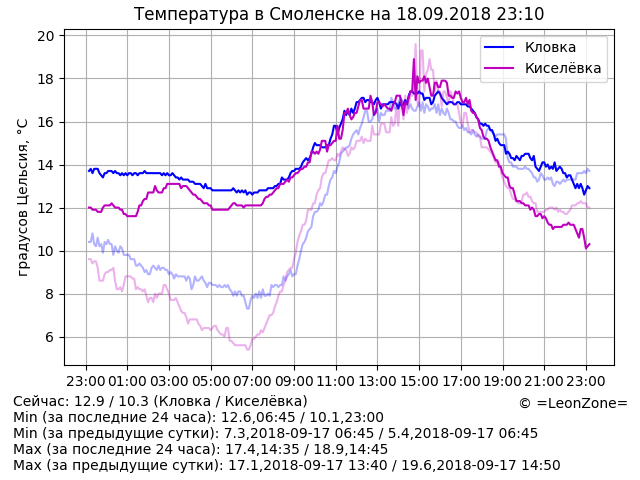 Температура в Смоленске на 18.09.2018 23:10
градусов Цельсия, °C
20
18
16
14
12
10
8
6
Кловка
Киселёвка
23:00 01:00 03:00 05:00 07:00 09:00 11:00 13:00 15:00 17:00 19:00 21:00 23:00
Сейчас: 12.9 / 10.3 (Кловка / Киселёвка)
© =LeonZone=
Min (за последние 24 часа): 12.6,06:45 / 10.1,23:00
Min (за предыдущие сутки): 7.3,2018-09-17 06:45 / 5.4,2018-09-17 06:45
Max (за последние 24 часа): 17.4,14:35 / 18.9,14:45
Max (за предыдущие сутки): 17.1,2018-09-17 13:40 / 19.6,2018-09-17 14:50